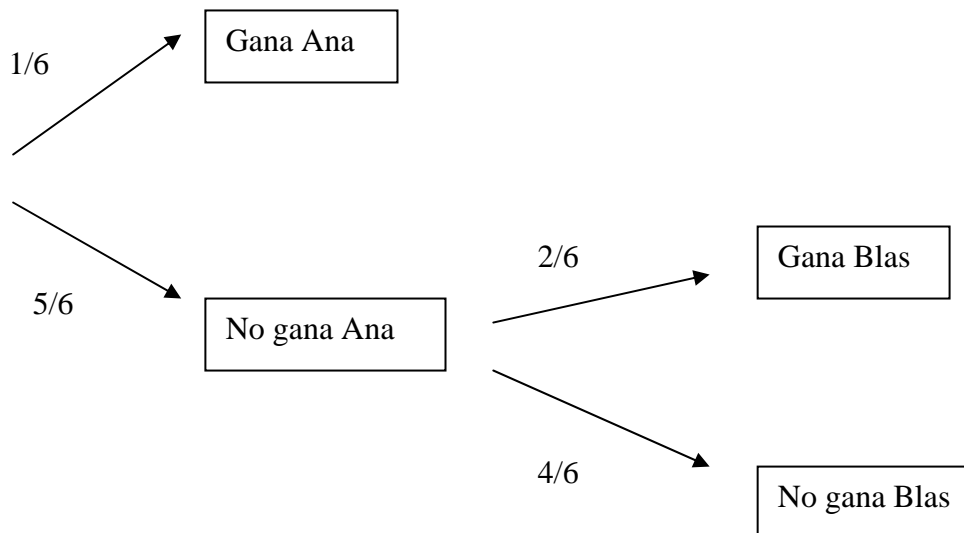 Gana Ana
1/6
2/6
Gana Blas
5/6
No gana Ana
4/6
No gana Blas